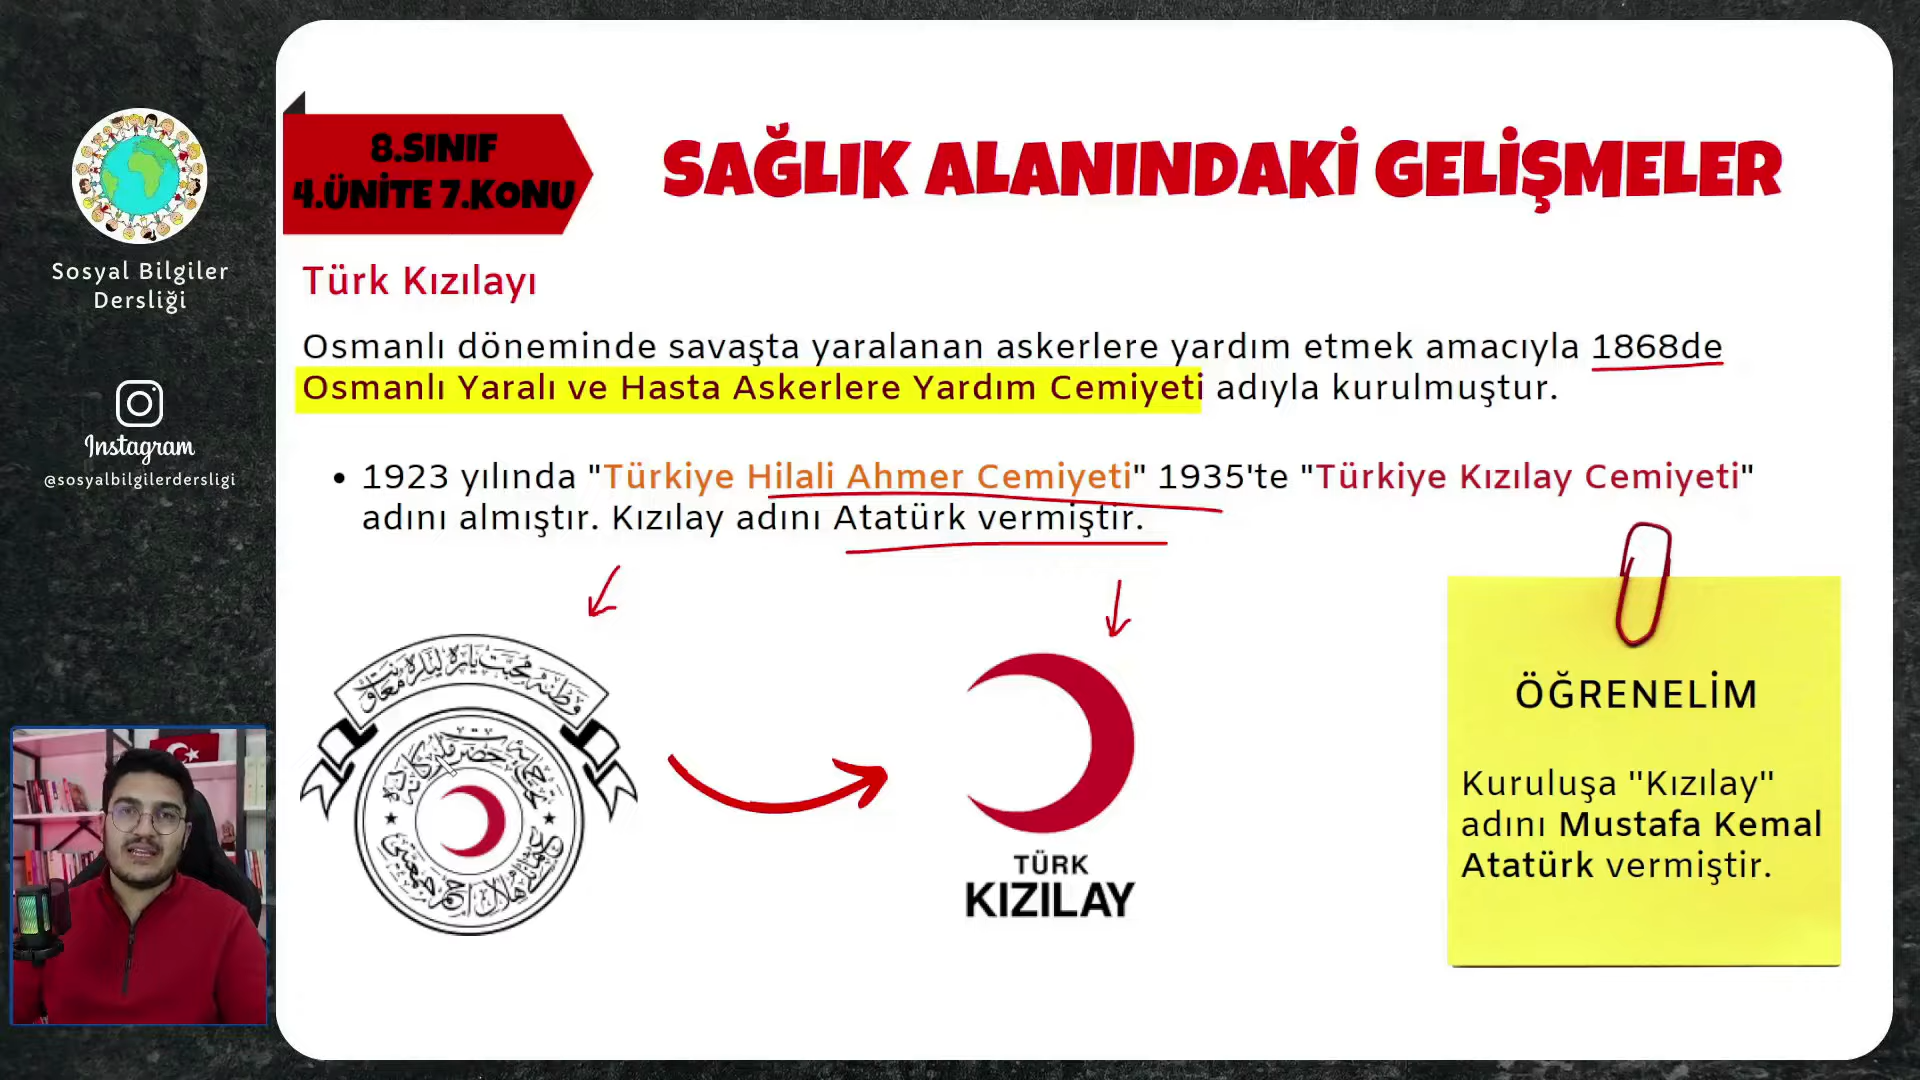 8.SINIF
4.ÜNİTE 7.KONU
SAĞLIK ALANINDAKİ GELİŞMELER
Sosyal Bilgiler
Dersliği
Instagram
@sosyalbilgilerdersligi
Türk Kızılayı
Osmanlı döneminde savaşta yaralanan askerlere yardım etmek amacıyla 1868de
Osmanlı Yaralı ve Hasta Askerlere Yardım Cemiyeti adıyla kurulmuştur.
• 1923 yılında "Türkiye Hilali Ahmer Cemiyeti" 1935'te "Türkiye Kızılay Cemiyeti"
adını almıştır. Kızılay adını Atatürk vermiştir.
TÜRK
KIZILAY
ÖĞRENELİM
Kuruluşa "Kızılay"
adını Mustafa Kemal
Atatürk vermiştir.